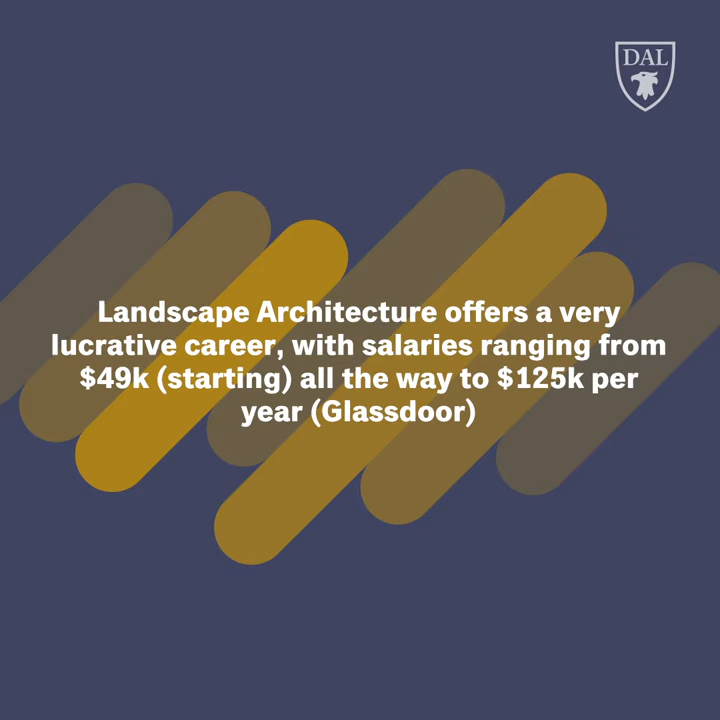 DAL
Landscape Architecture offers a very
lucrative career, with salaries ranging from
$49k (starting) all the way to $125k per
year (Glassdoor)